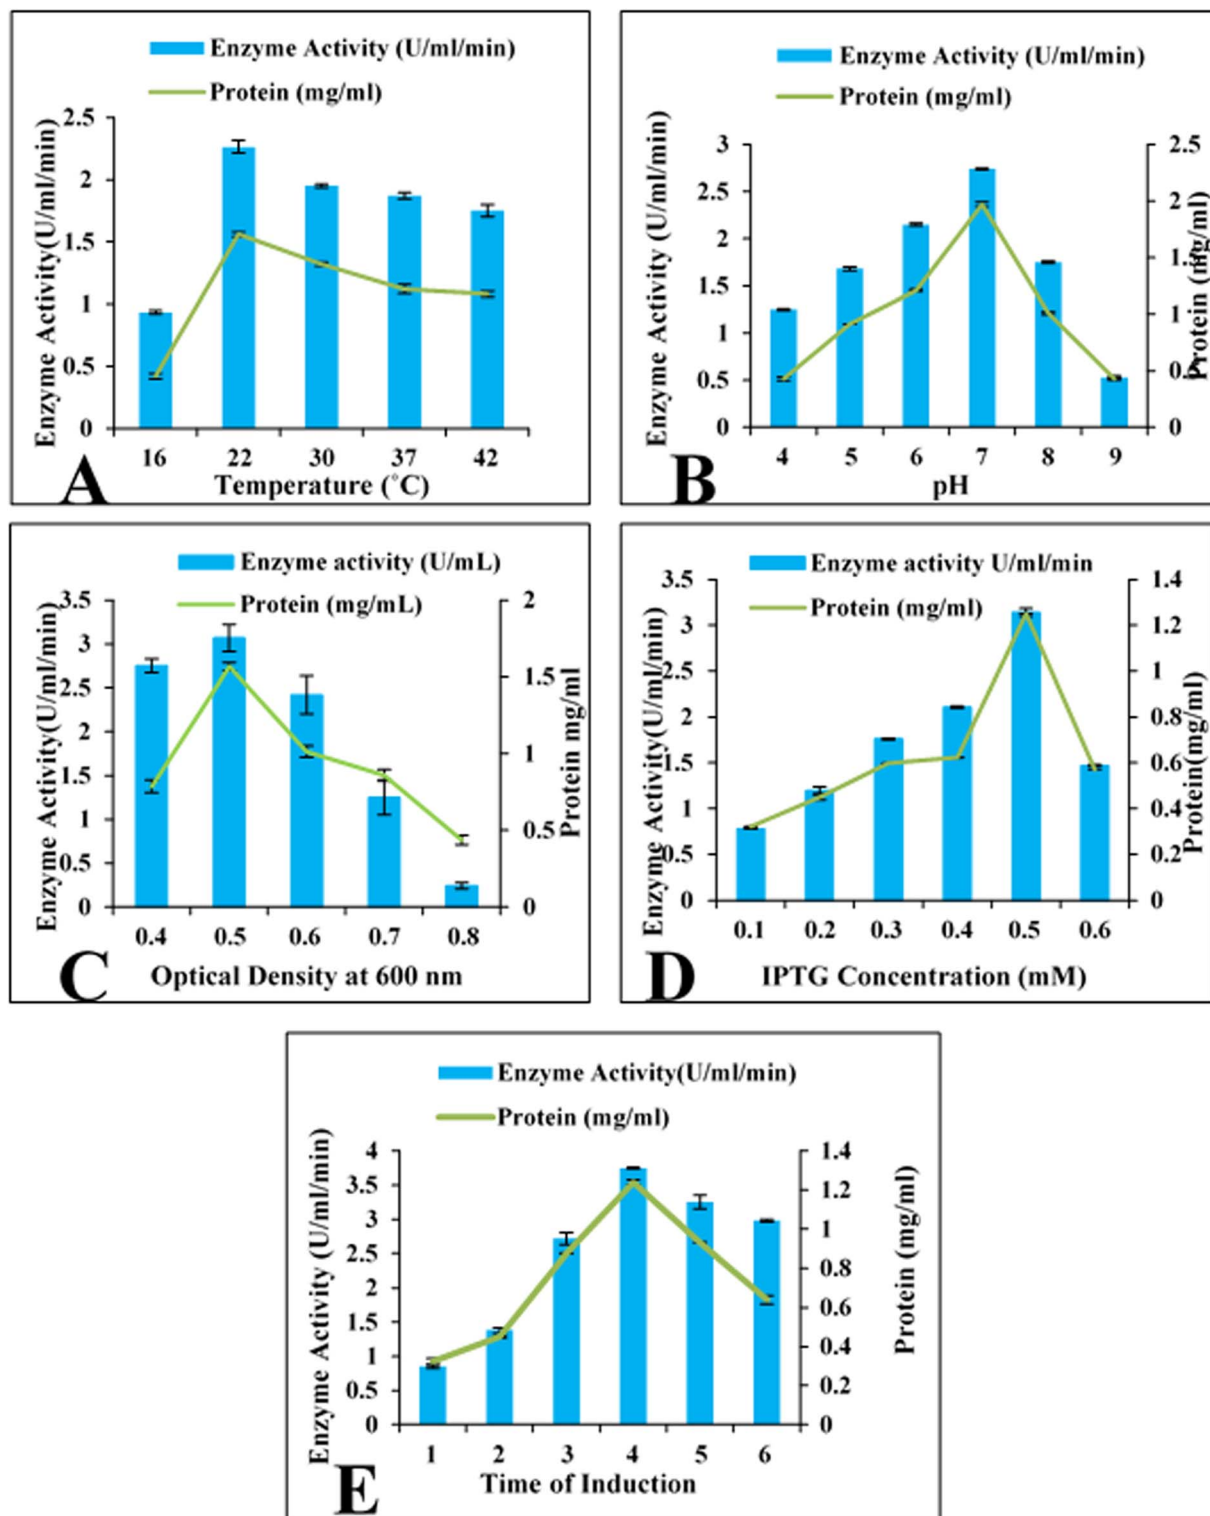 Enzyme Activity (U/ml/min)
Protein (mg/ml)
Enzyme Activity(U/ml/min)
2.5
2
1.5
1
0.5
0
16 22 30 37 42
Temperature (˚C)
A
Enzyme Activity (U/ml/min)
Protein (mg/ml)
Enzyme Activity (U/ml/min)
3
2.5
2
1.5
1
0.5
0
2.5
2
1.5
1
0.5
0
Protein (mg/ml)
4 5 6 7 8 9
pH
B
Enzyme activity (U/mL)
Protein (mg/mL)
Enzyme Activity(U/ml/min)
3.5
3
2.5
2
1.5
1
0.5
0
2
1.5
1
0.5
0
Protein mg/ml
0.4 0.5 0.6 0.7 0.8
Optical Density at 600 nm
C
Enzyme activity U/ml/min
Protein (mg/ml)
Enzyme Activity(U/ml/min)
3.5
3
2.5
2
1.5
1
0.5
0
1.4
1.2
1
0.8
0.6
0.4
0.2
0
Protein(mg/ml)
0.1 0.2 0.3 0.4 0.5 0.6
IPTG Concentration (mM)
D
Enzyme Activity(U/ml/min)
Protein (mg/ml)
Enzyme Activity (U/ml/min)
4
3.5
3
2.5
2
1.5
1
0.5
0
1.4
1.2
1
0.8
0.6
0.4
0.2
0
Protein (mg/ml)
1 2 3 4 5 6
Time of Induction
E